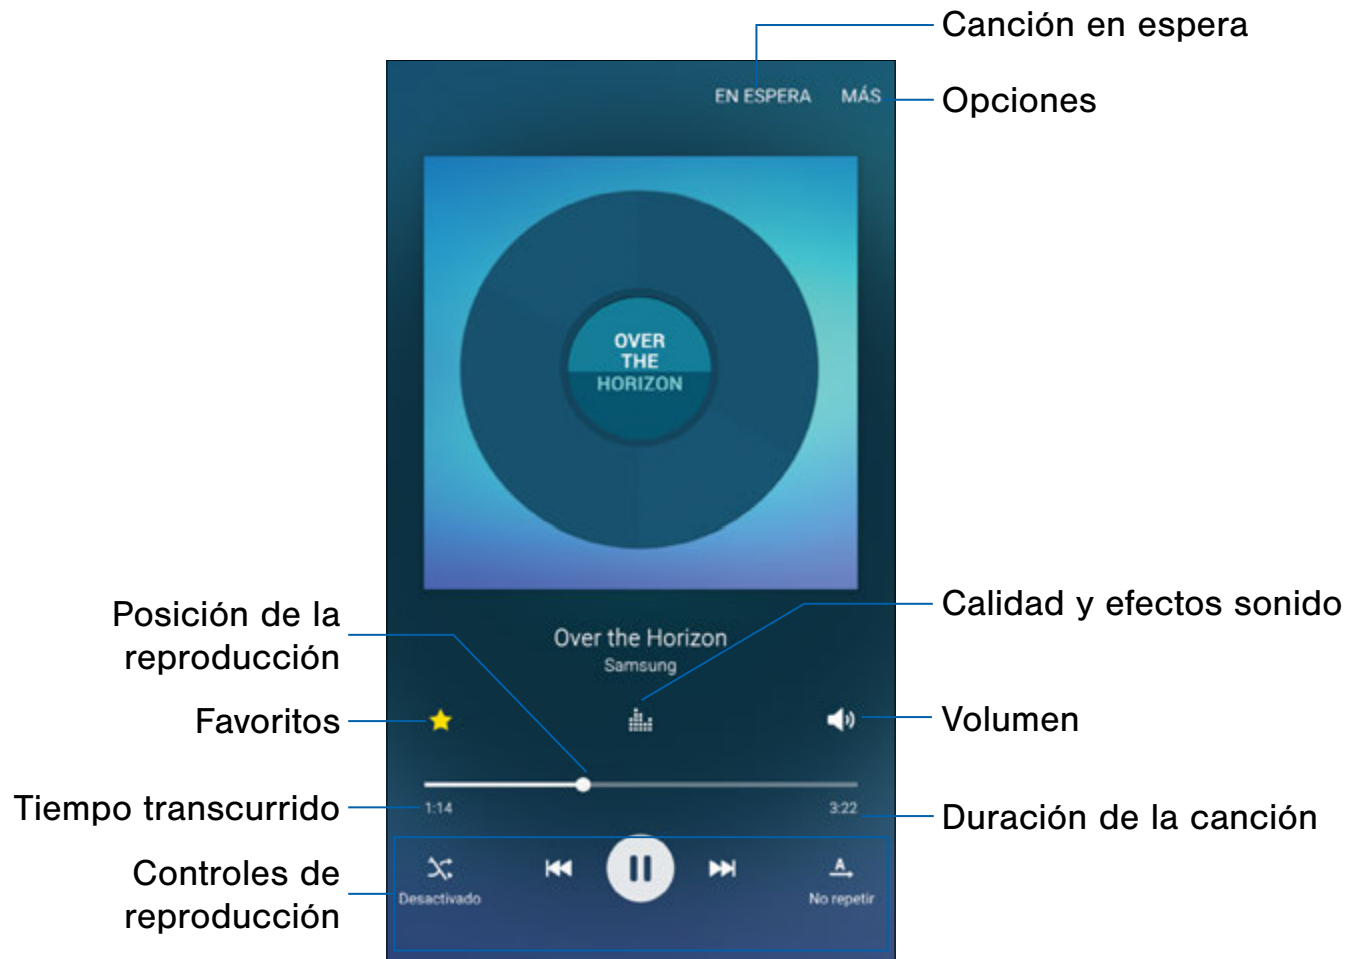 Canción en espera
EN ESPERA MÁS
Opciones
OVER
THE
HORIZON
Posición de la
reproducción
Calidad y efectos sonido
Over the Horizon
Samsung
Favoritos
Volumen
Tiempo transcurrido
1:14
3:22
Duración de la canción
Controles de
reproducción
A
Desactivado
No repetir